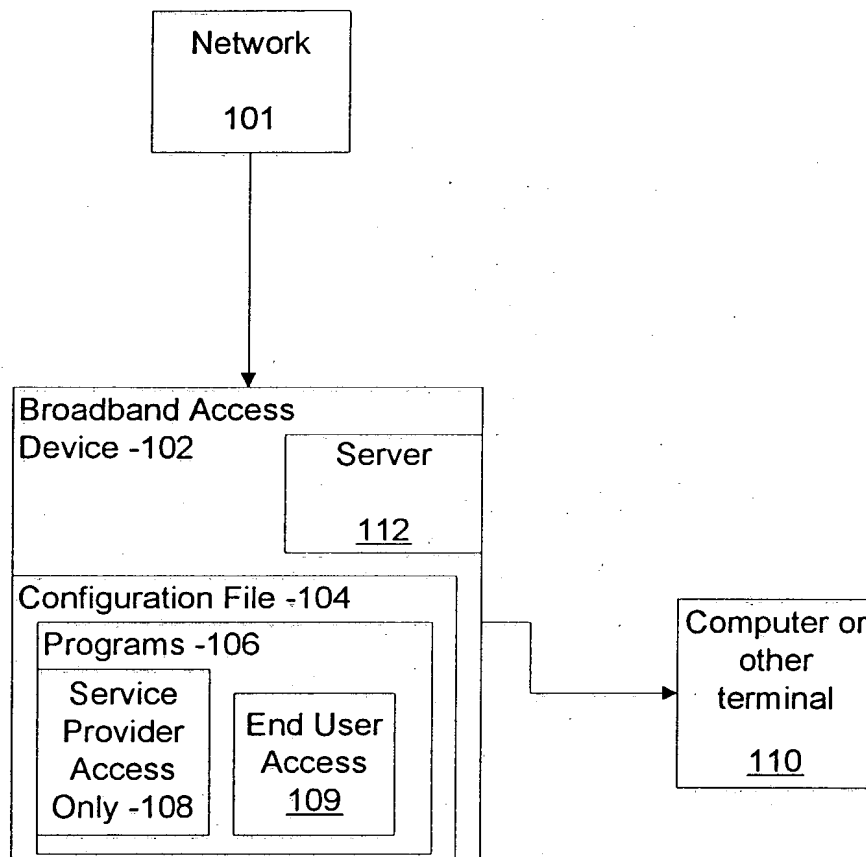 Network
101
Broadband Access
Device -102
Server
112
Configuration File -104
Programs -106
Service
Provider
Access
Only -108
End User
Access
109
Computer or
other
terminal
110